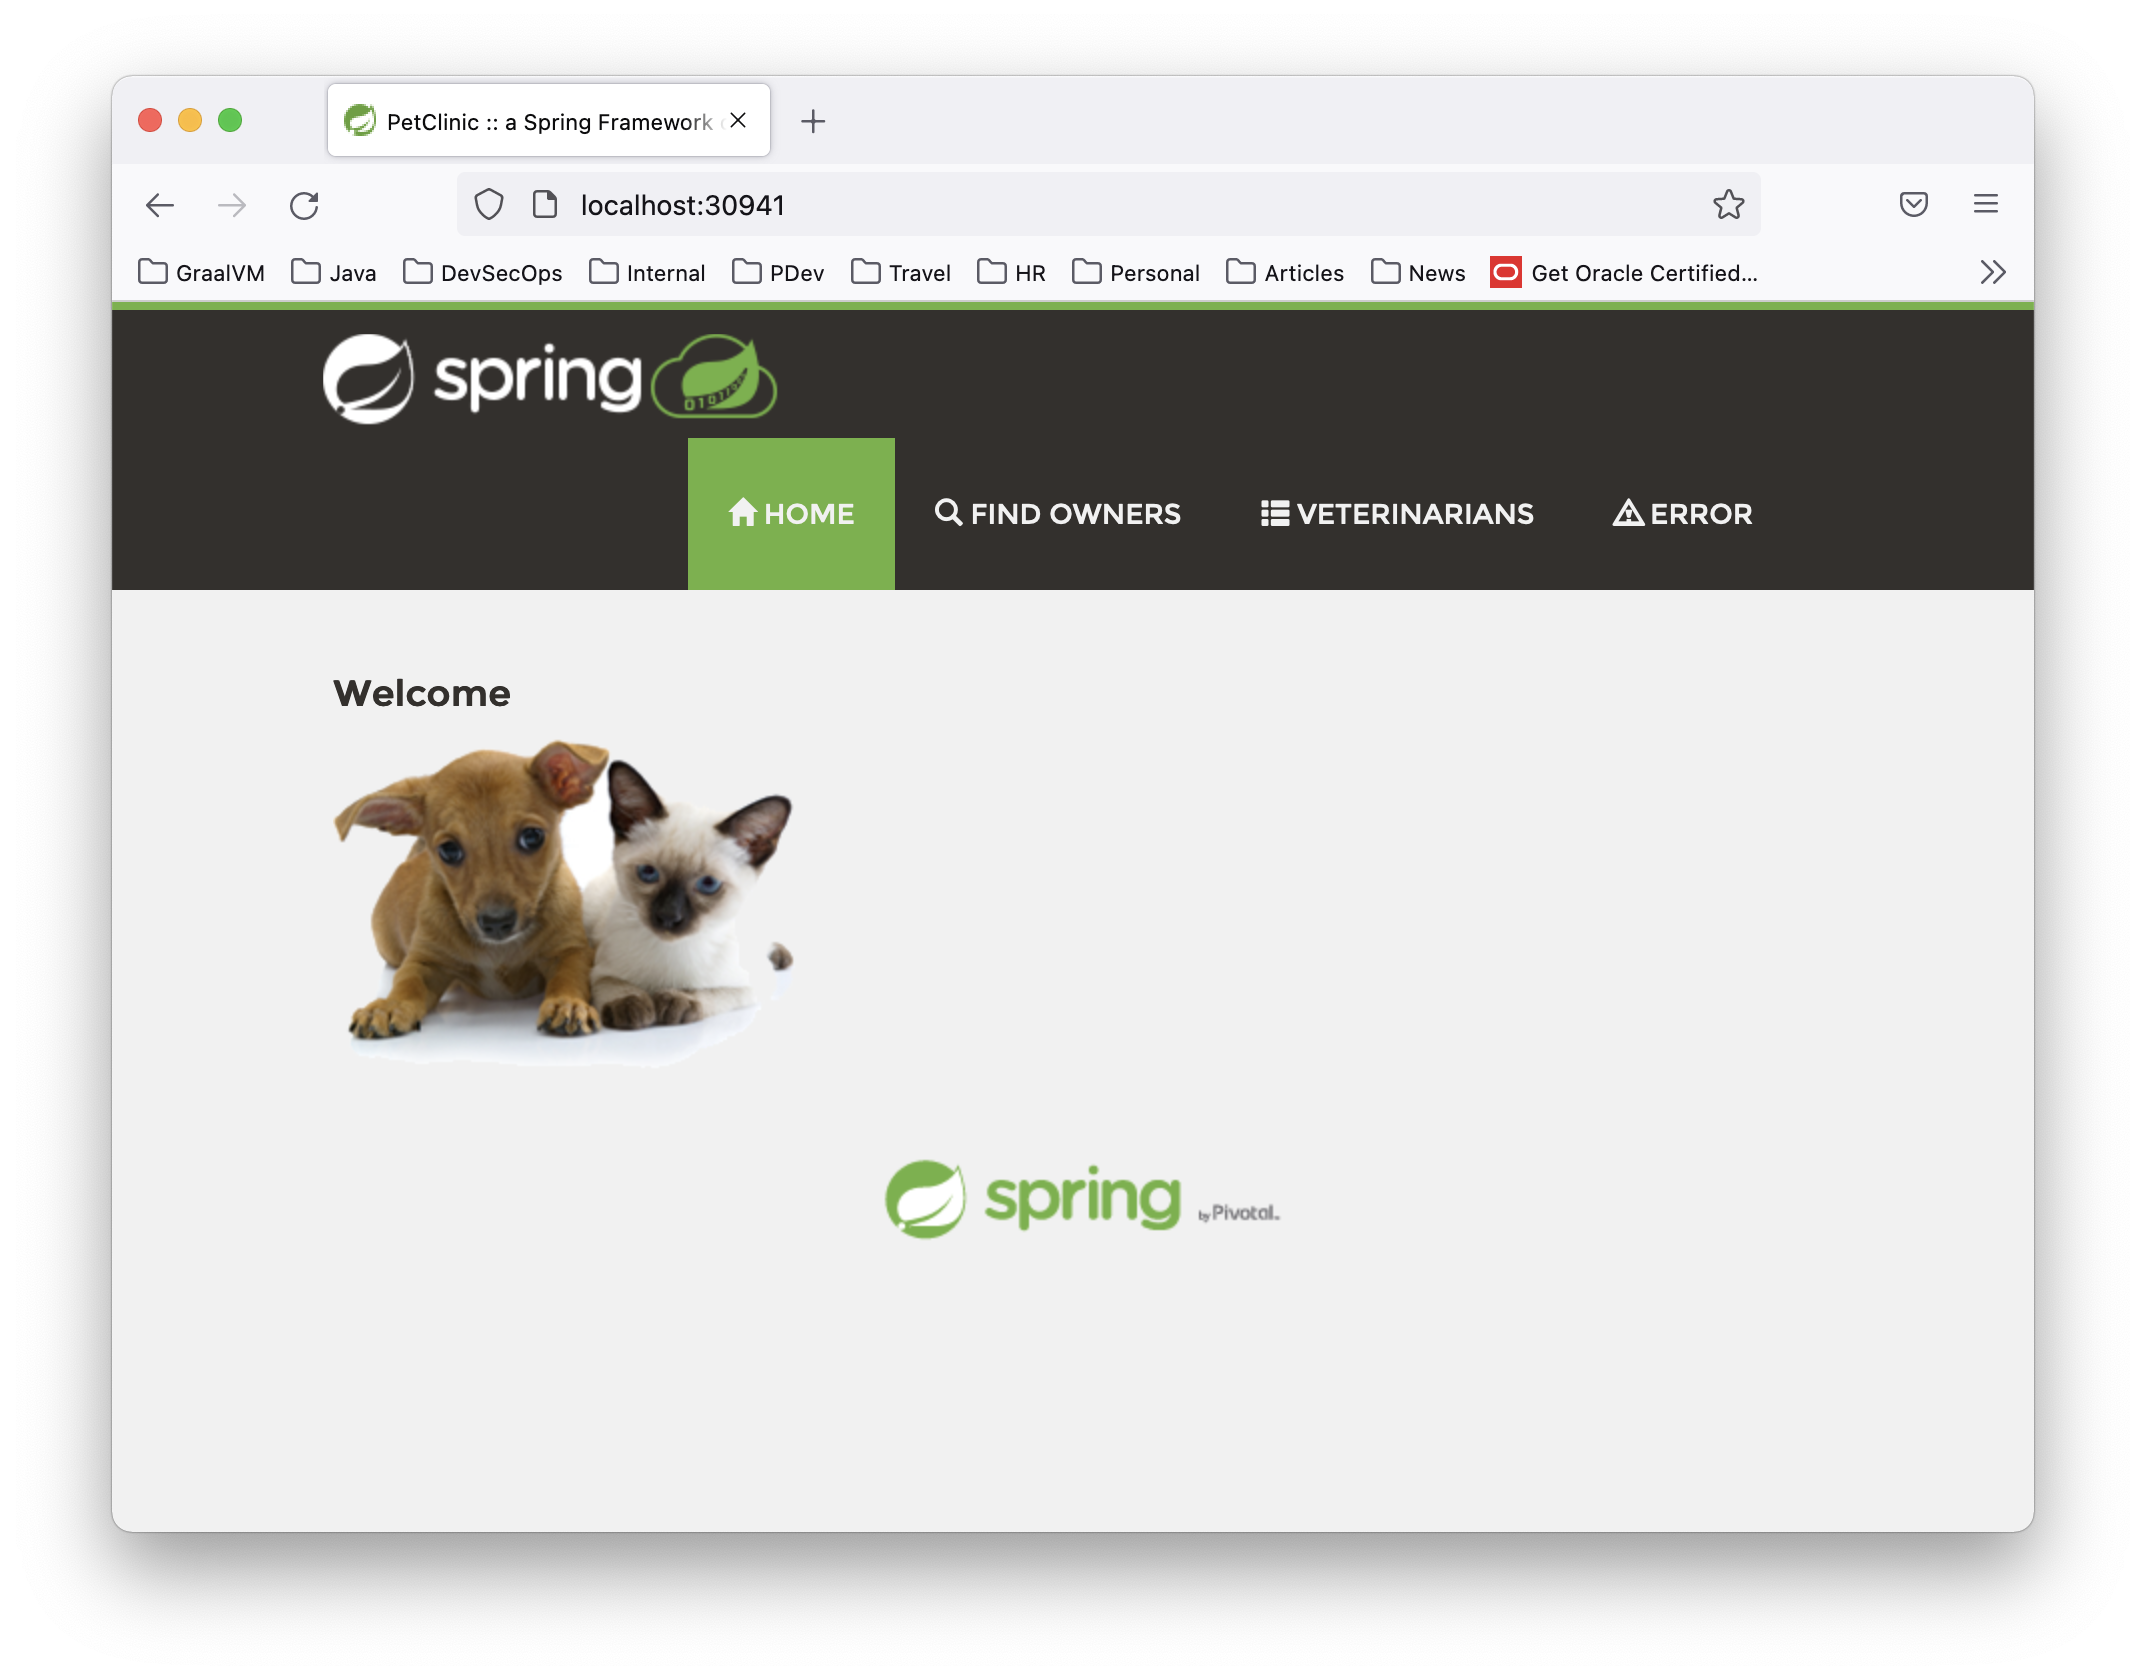 PetClinic :: a Spring Framework
localhost:30941
GraalVM Java DevSecOps Internal PDev Travel HR Personal Articles News Get Oracle Certified...
spring
HOME FIND OWNERS VETERINARIANS ERROR
Welcome
spring by Pivotal